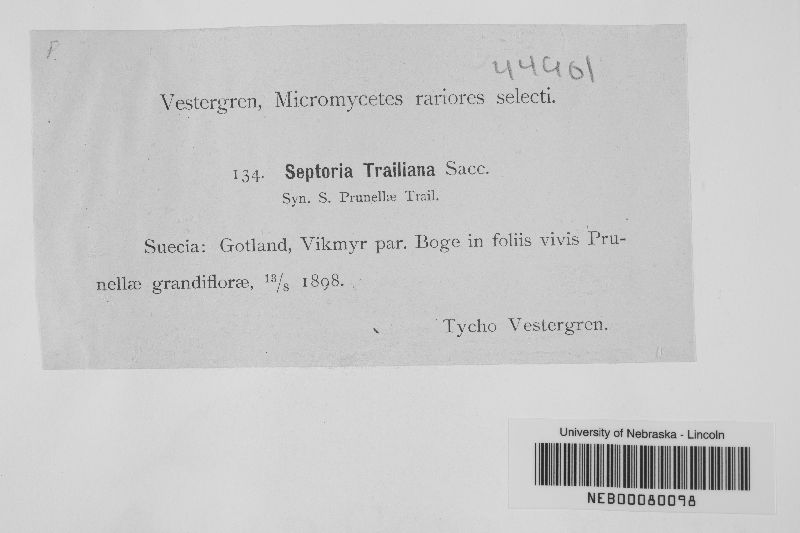 44901
Vestergren, Micromycetes rariores selecti.
134. Septoria Trailiana Sacc.
Syn. S. Prunellæ Trail.
Suecia: Gotland, Vikmyr par. Boge in foliis vivis Pru-
nellæ grandifloræ, 13/8 1898.
Tycho Vestergren.
University of Nebraska - Lincoln
NEB00080098